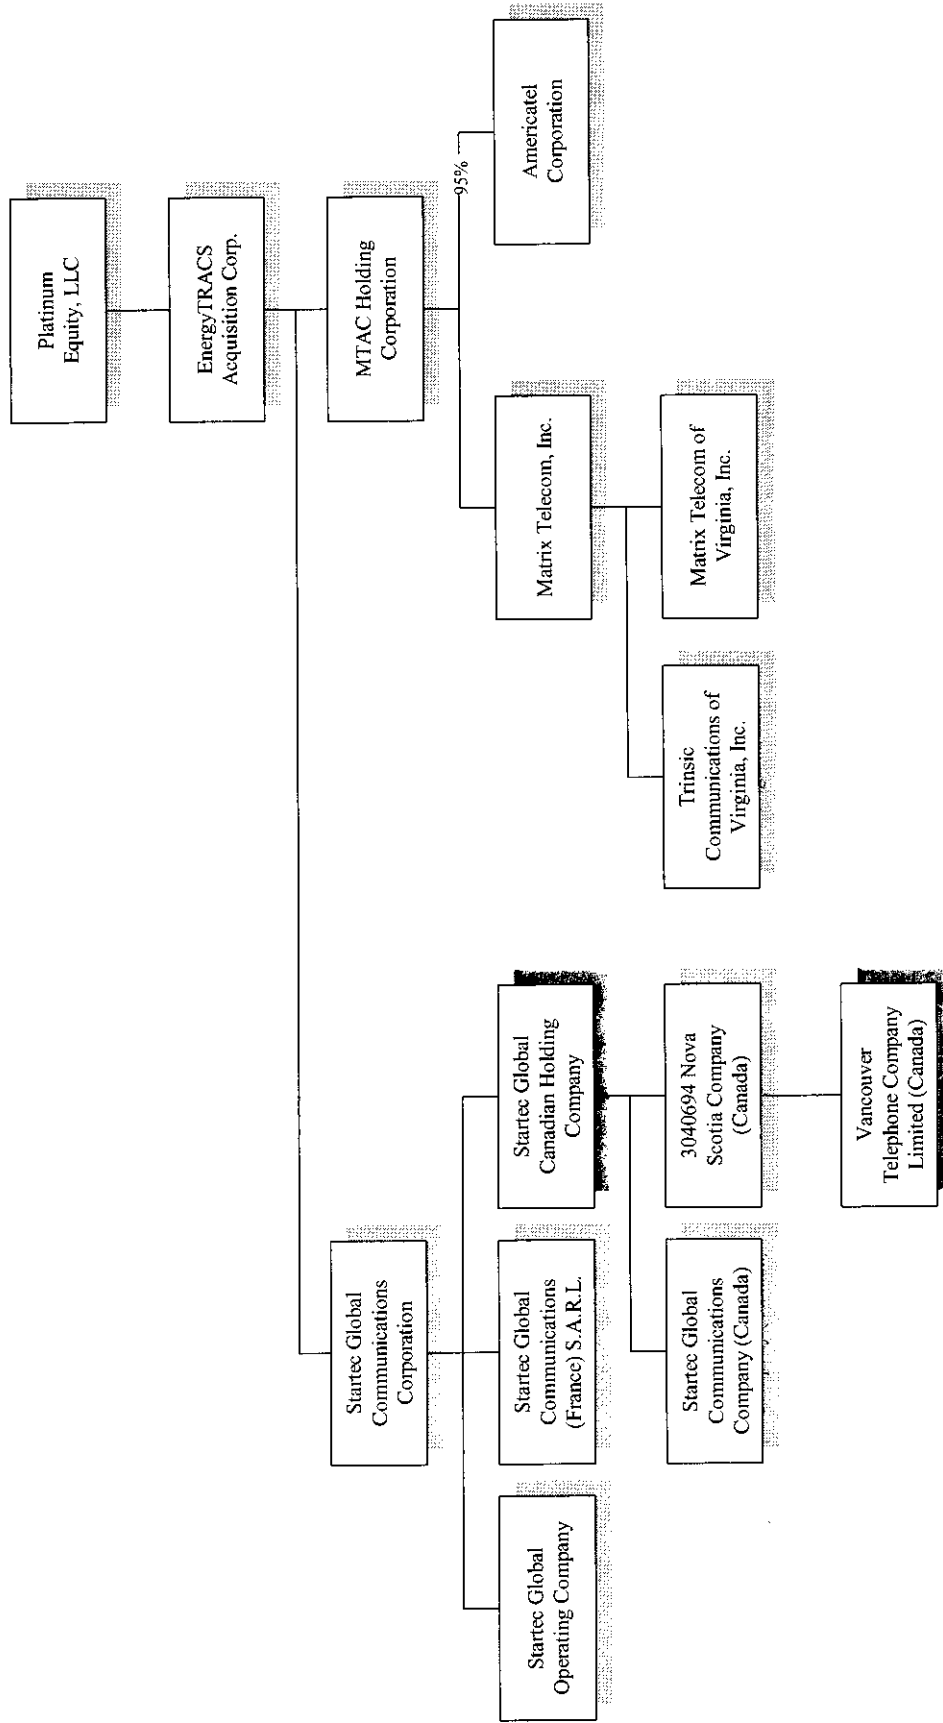 Platinum
Equity, LLC
EnergyTRACS
Acquisition Corp.
Startec Global
Communications
Corporation
MTAC Holding
Corporation
95%
Startec Global
Operating Company
Startec Global
Communications
(France) S.A.R.L.
Startec Global
Canadian Holding
Company
Matrix Telecom, Inc.
Americatel
Corporation
Startec Global
Communications
Company (Canada)
3040694 Nova
Scotia Company
(Canada)
Trinsic
Communications of
Virginia, Inc.
Matrix Telecom of
Virginia, Inc.
Vancouver
Telephone Company
Limited (Canada)